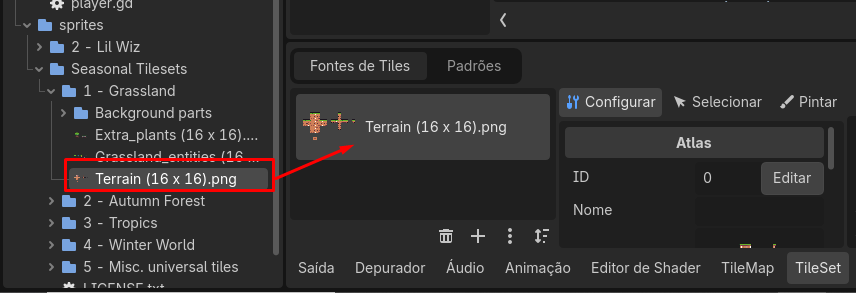 player.gd
sprites
2 - Lil Wiz
Seasonal Tilesets
1 - Grassland
Background parts
Extra_plants (16 x 16)....
Grassland_entities (16 ...
Terrain (16 x 16).png
2 - Autumn Forest
3 - Tropics
4 - Winter World
5 - Misc. universal tiles
LICENSE.txt
Fontes de Tiles
Padrões
Terrain (16 x 16).png
Configurar
Selecionar
Pintar
Atlas
ID
0
Editar
Nome
Saída
Depurador
Áudio
Animação
Editor de Shader
TileMap
TileSet